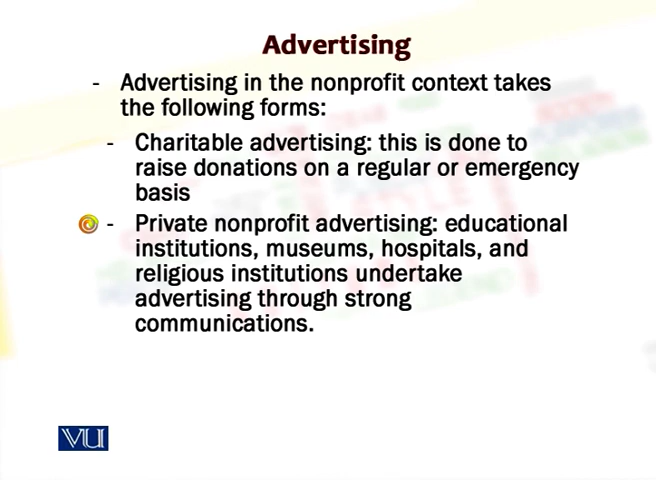 Advertising
- Advertising in the nonprofit context takes
the following forms:
- Charitable advertising: this is done to
raise donations on a regular or emergency
basis
- Private nonprofit advertising: educational
institutions, museums, hospitals, and
religious institutions undertake
advertising through strong
communications.
VU